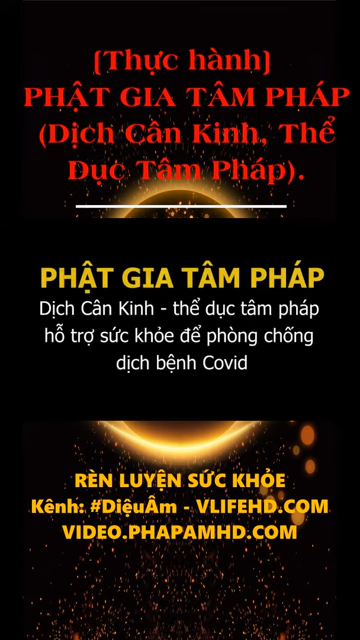 [Thực hành]
PHẬT GIA TÂM PHÁP
(Dịch Cân Kinh, Thể
Dục Tâm Pháp).
PHẬT GIA TÂM PHÁP
Dịch Cân Kinh - thể dục tâm pháp
hỗ trợ sức khỏe để phòng chống
dịch bệnh Covid
RÈN LUYỆN SỨC KHỎE
Kênh: #DiệuÂm - VLIFEHD.COM
VIDEO.PHAPAMHD.COM